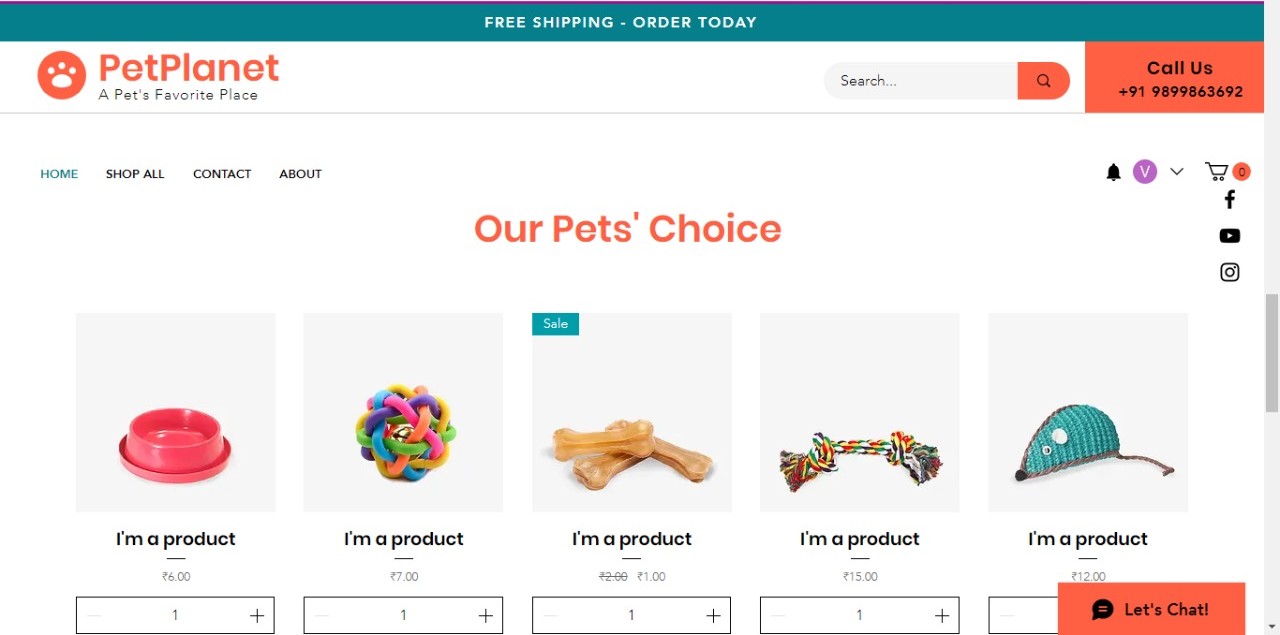 FREE SHIPPING - ORDER TODAY
PetPlanet
A Pet's Favorite Place
Search...
Call Us
+91 9899863692
HOME SHOP ALL CONTACT ABOUT
V
0
Our Pets' Choice
Sale
I'm a product I'm a product I'm a product I'm a product I'm a product
₹6.00 ₹7.00 ₹2.00 ₹1.00 ₹15.00 ₹12.00
1 1 1 1
Let's Chat!